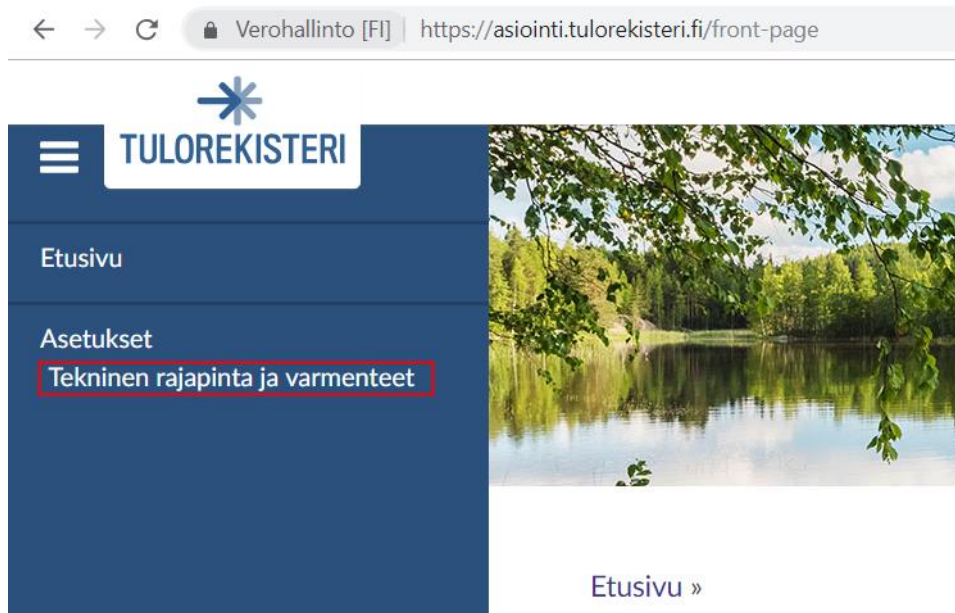 Verohallinto [FI] https://asiointi.tulorekisteri.fi/front-page
TULOREKISTERI
Etusivu
Asetukset
Tekninen rajapinta ja varmenteet
Etusivu »